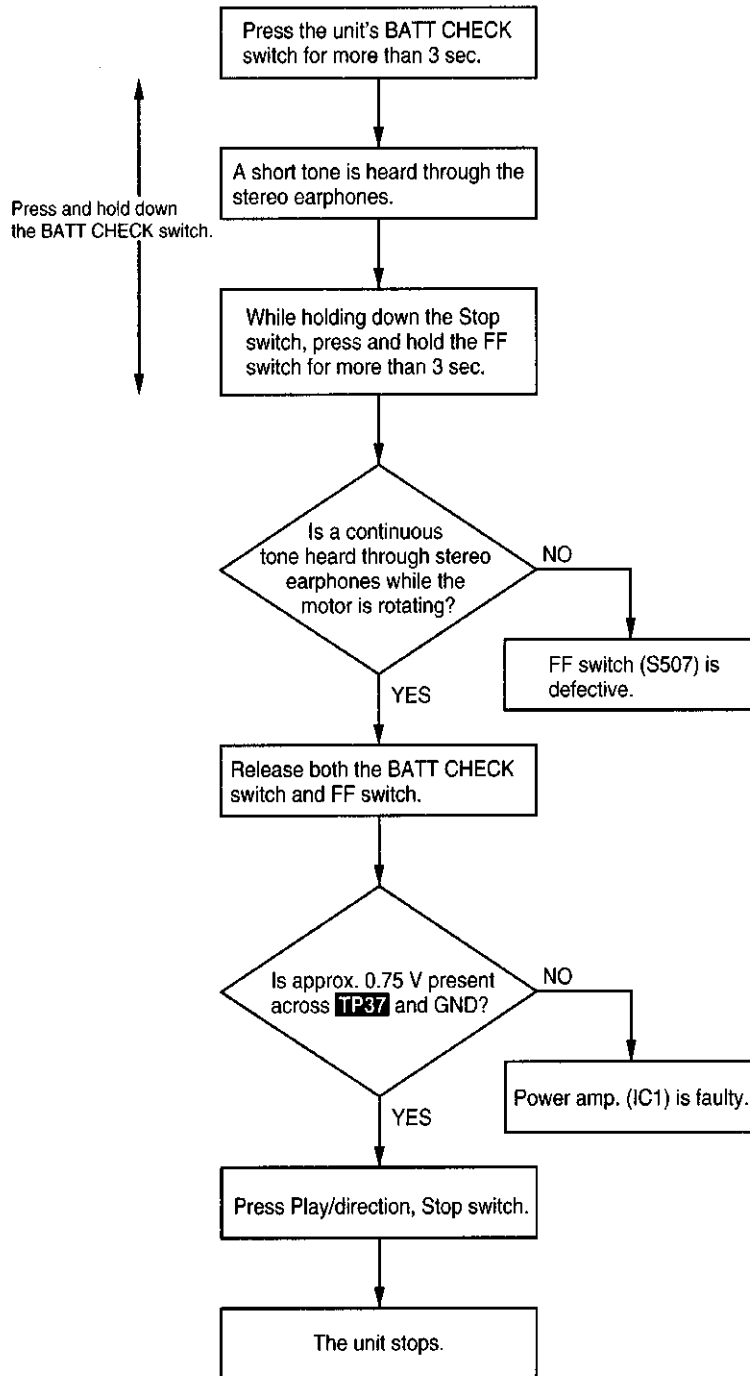 Press the unit's BATT CHECK
switch for more than 3 sec.
A short tone is heard through the
stereo earphones.
Press and hold down
the BATT CHECK switch.
While holding down the Stop
switch, press and hold the FF
switch for more than 3 sec.
Is a continuous
tone heard through stereo
earphones while the
motor is rotating?
NO
FF switch (S507) is
defective.
YES
Release both the BATT CHECK
switch and FF switch.
Is approx. 0.75 V present
across TP37 and GND?
NO
Power amp. (IC1) is faulty.
YES
Press Play/direction, Stop switch.
The unit stops.